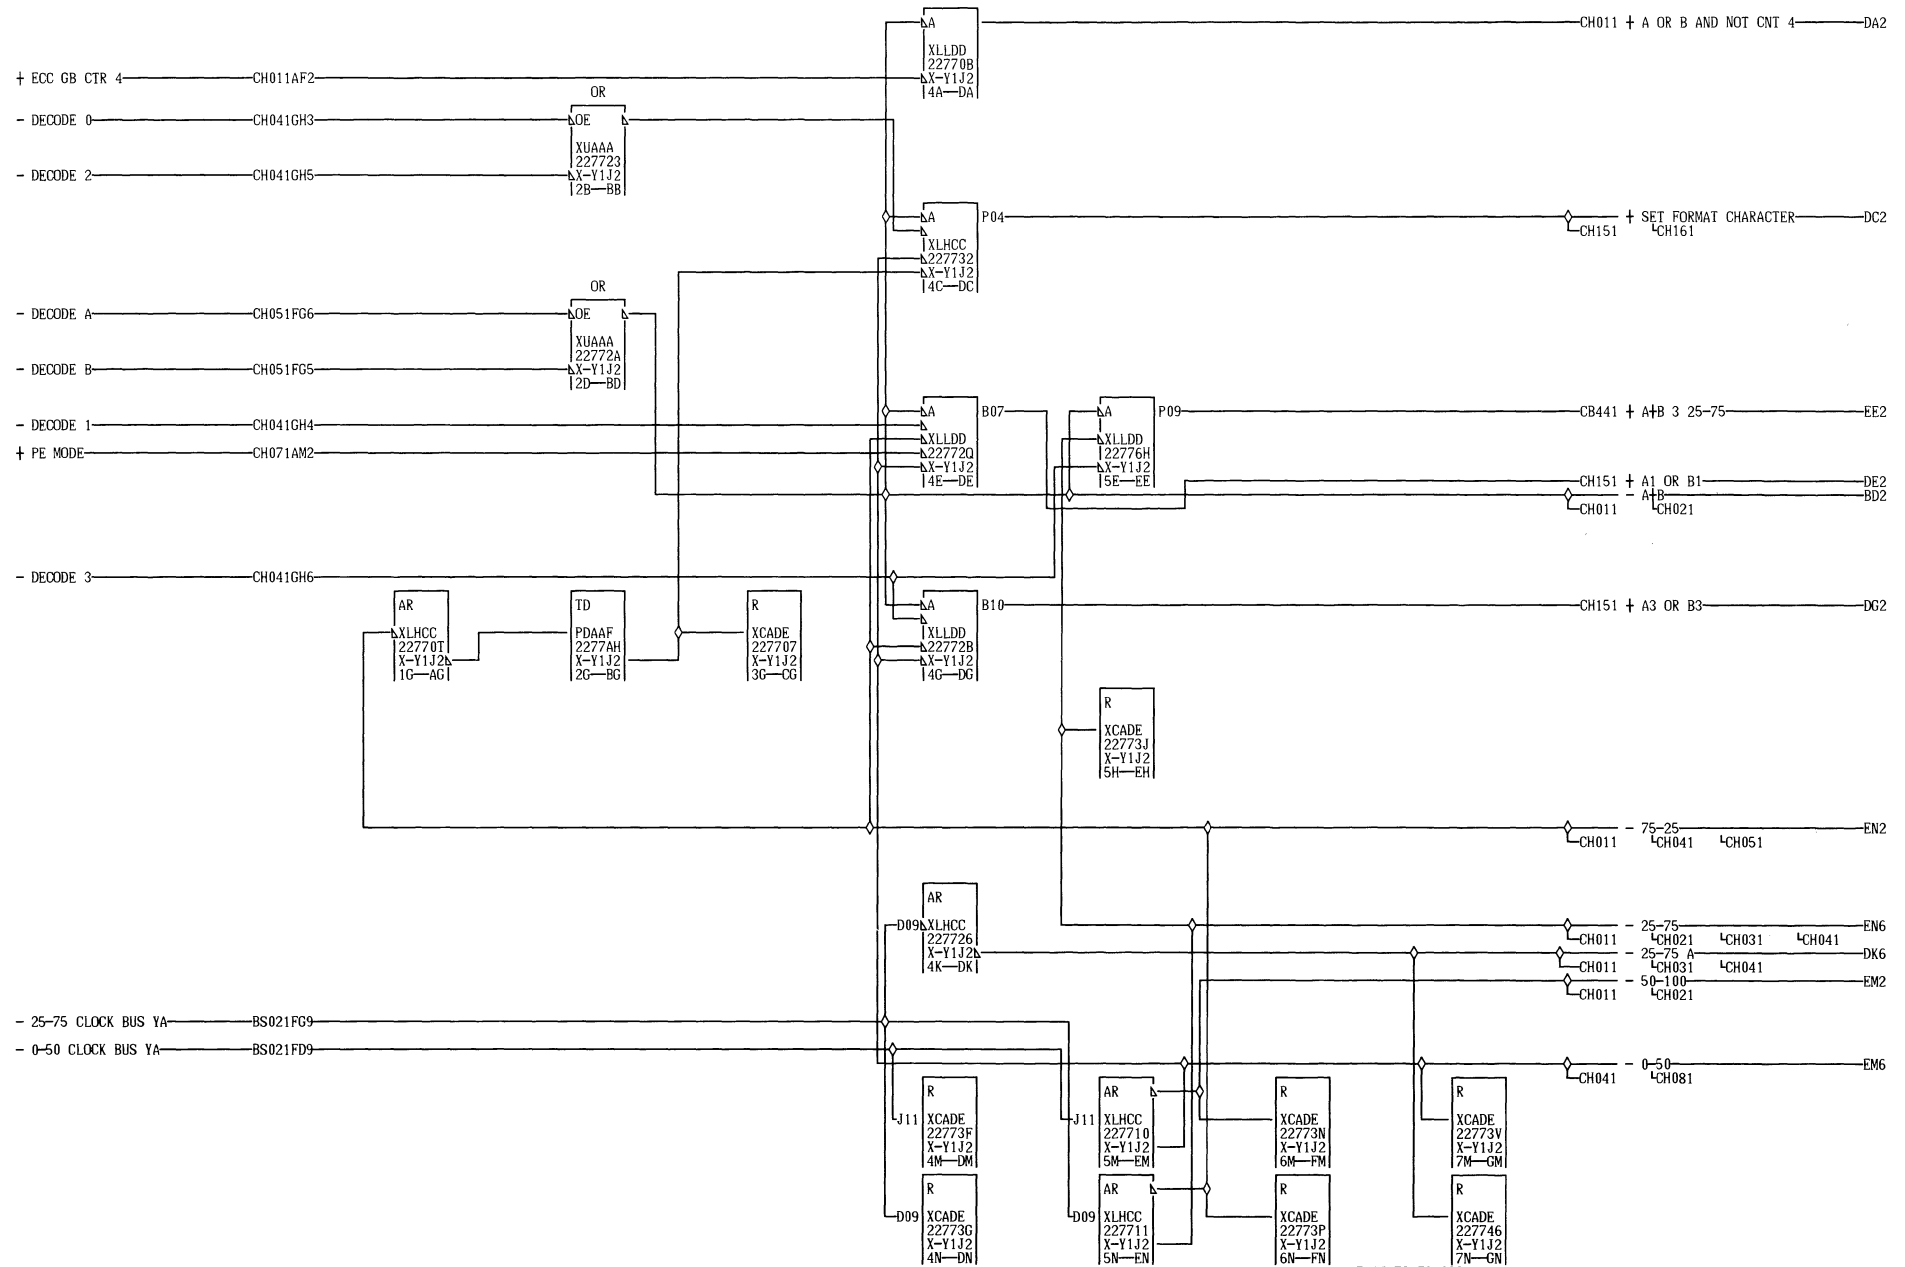 A
CH011 + A OR B AND NOT CNT 4 DA2
XLLDD
22770B
+ ECC GB CTR 4 CH011AF2 X-Y1J2
4A DA
OR
- DECODE 0 CH041GH3 OE
XUAAA
227723
- DECODE 2 CH041GH5 X-Y1J2
2B BB
A P04 + SET FORMAT CHARACTER DC2
CH151 CH161
XLHCC
227732
X-Y1J2
4C DC
OR
- DECODE A CH051FG6 OE
XUAAA
22772A
- DECODE B CH051FG5 X-Y1J2
2D BD
A B07 A P09 CB441 + A+B 3 25-75 EE2
- DECODE 1 CH041GH4
XLLDD XLLDD
+ PE MODE CH071AM2 22772Q 22776H
X-Y1J2 X-Y1J2
4E DE 5E EE CH151 + A1 OR B1 DE2
- A+B BD2
CH011 CH021
- DECODE 3 CH041GH6
AR TD R A B10 CH151 + A3 OR B3 DG2
XLHCC PDAAF XCADE XLLDD
22770T 2277AH 227707 22772B
X-Y1J2 X-Y1J2 X-Y1J2 X-Y1J2
1G AG 2G BG 3G CG 4G DG
R
XCADE
22773J
X-Y1J2
5H EH
- 75-25 EN2
CH011 CH041 CH051
AR
D09 XLHCC - 25-75 EN6
227726 CH011 CH021 CH031 CH041
X-Y1J2 - 25-75 A DK6
4K DK CH011 CH031 CH041
- 50-100 EM2
CH011 CH021
- 25-75 CLOCK BUS YA BS021FG9
- 0-50 CLOCK BUS YA BS021FD9
- 0-50 EM6
CH041 CH081
R AR R R
J11 XCADE J11 XLHCC XCADE XCADE
22773F 227710 22773N 22773V
X-Y1J2 X-Y1J2 X-Y1J2 X-Y1J2
4M DM 5M EM 6M FM 7M GM
R AR R R
D09 XCADE D09 XLHCC XCADE XCADE
22773G 227711 22773P 227746
X-Y1J2 X-Y1J2 X-Y1J2 X-Y1J2
4N DN 5N EN 6N FN 7N GN